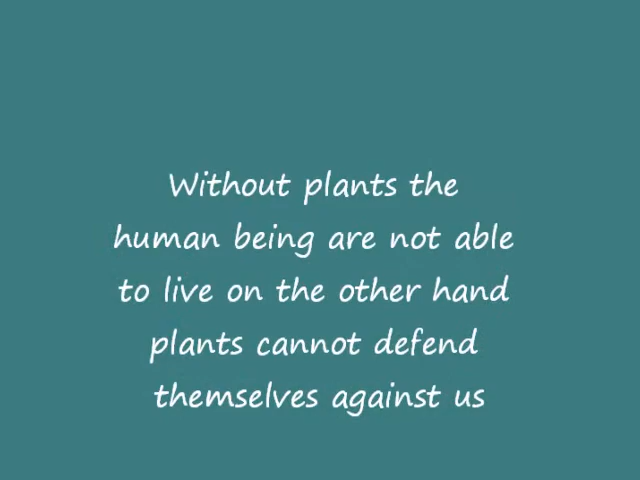 Without plants the
human being are not able
to live on the other hand
plants cannot defend
themselves against us